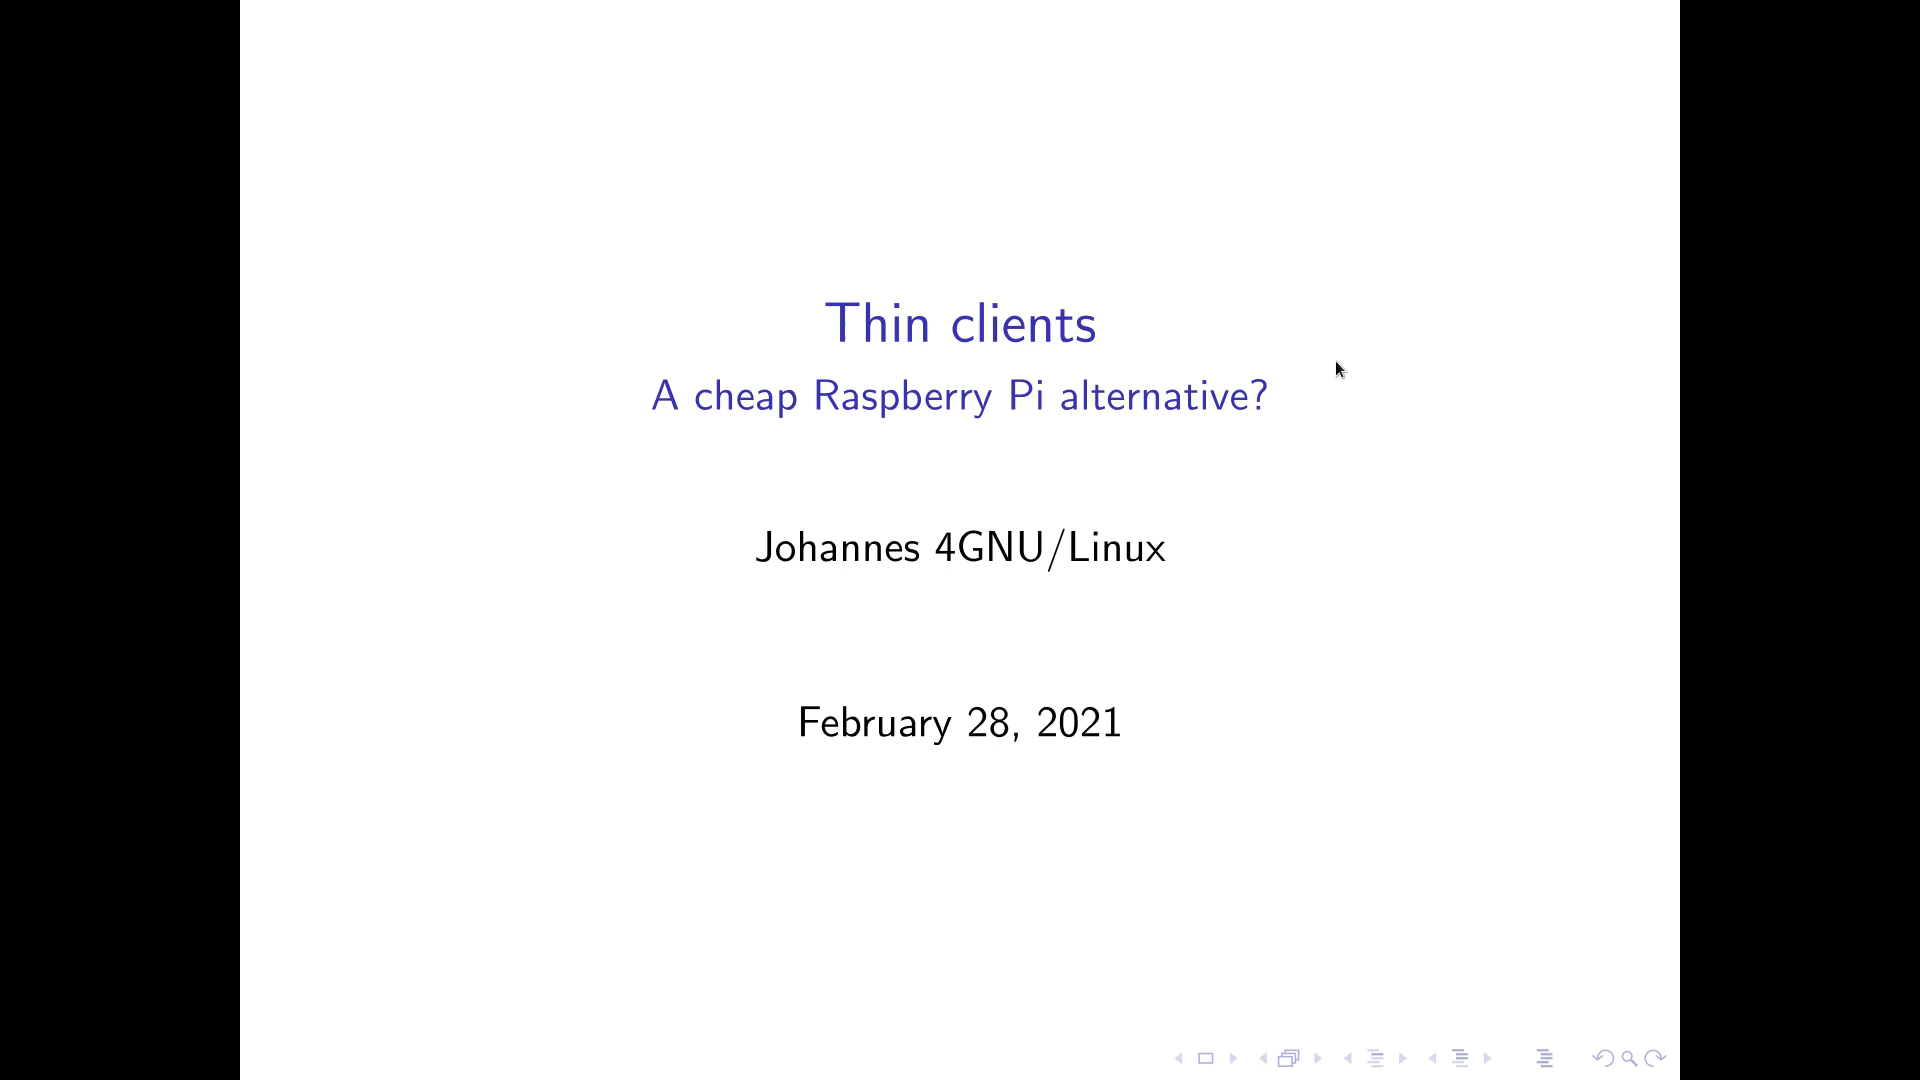 Thin clients
A cheap Raspberry Pi alternative?
Johannes 4GNU/Linux
February 28, 2021